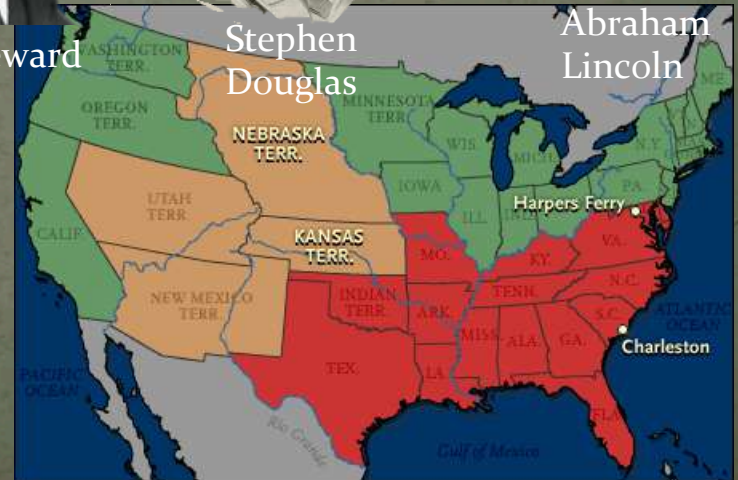 ward
Stephen
Douglas
Abraham
Lincoln
WASHINGTON
TERR.
OREGON
TERR.
MINNESOTA
TERR.
NEBRASKA
TERR.
WIS.
MICH.
ME.
N.Y.
IOWA
PA.
UTAH
TERR.
ILL.
IND.
Harpers Ferry
CALIF.
KANSAS
TERR.
MO.
KY.
VA.
NEW MEXICO
TERR.
INDIAN
TERR.
ARK.
TENN.
N.C.
S.C.
ATLANTIC
OCEAN
MISS.
ALA.
GA.
Charleston
PACIFIC
OCEAN
TEX.
LA.
FLA.
Rio Grande
Gulf of Mexico